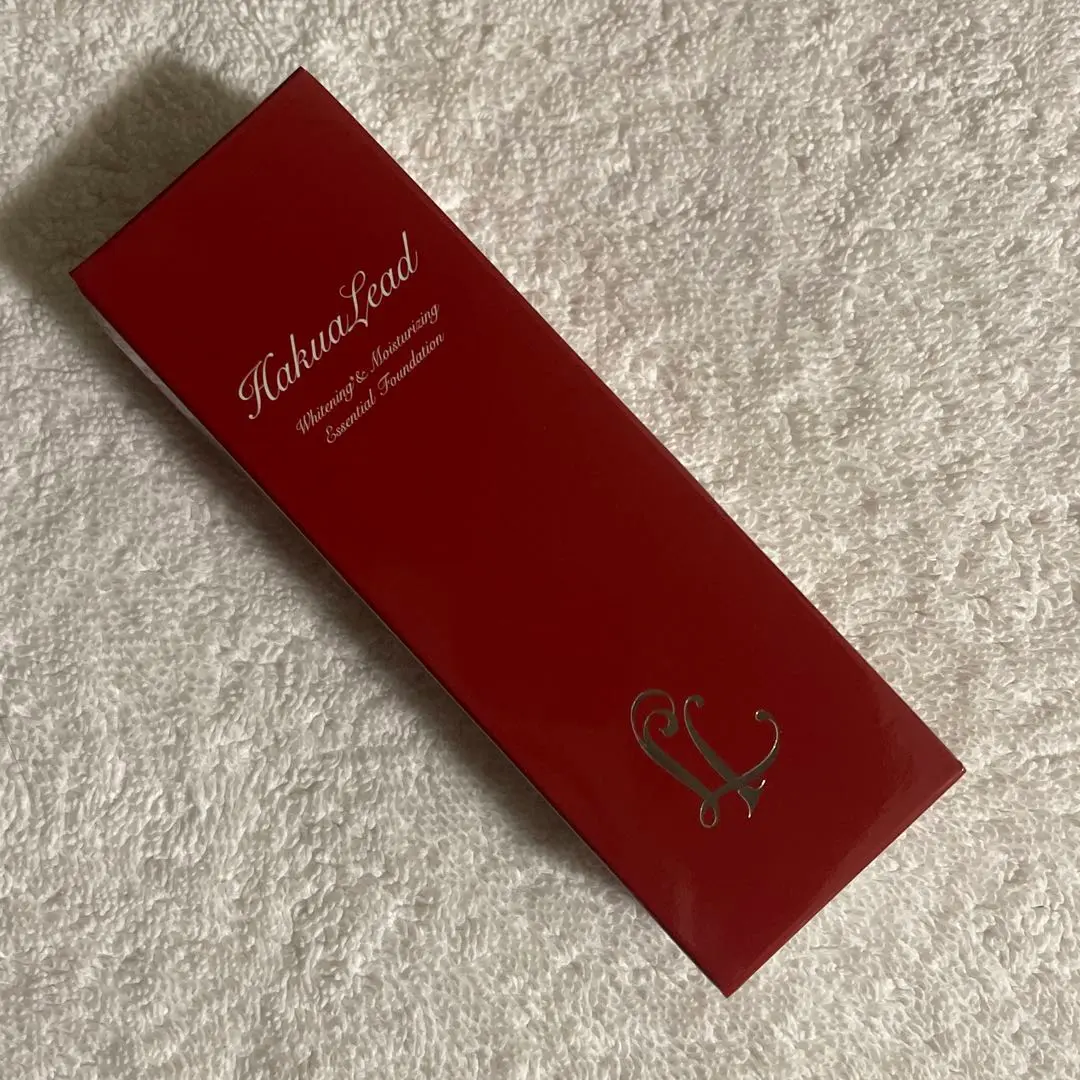 HakuaLead
Whitening & Moisturizing
Essential Foundation